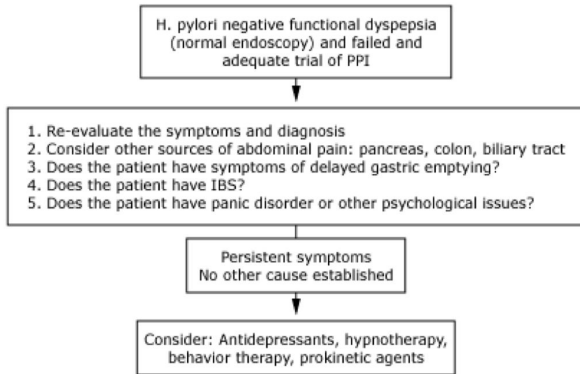 H. pylori negative functional dyspepsia
(normal endoscopy) and failed and
adequate trial of PPI
1. Re-evaluate the symptoms and diagnosis
2. Consider other sources of abdominal pain: pancreas, colon, biliary tract
3. Does the patient have symptoms of delayed gastric emptying?
4. Does the patient have IBS?
5. Does the patient have panic disorder or other psychological issues?
Persistent symptoms
No other cause established
Consider: Antidepressants, hypnotherapy,
behavior therapy, prokinetic agents